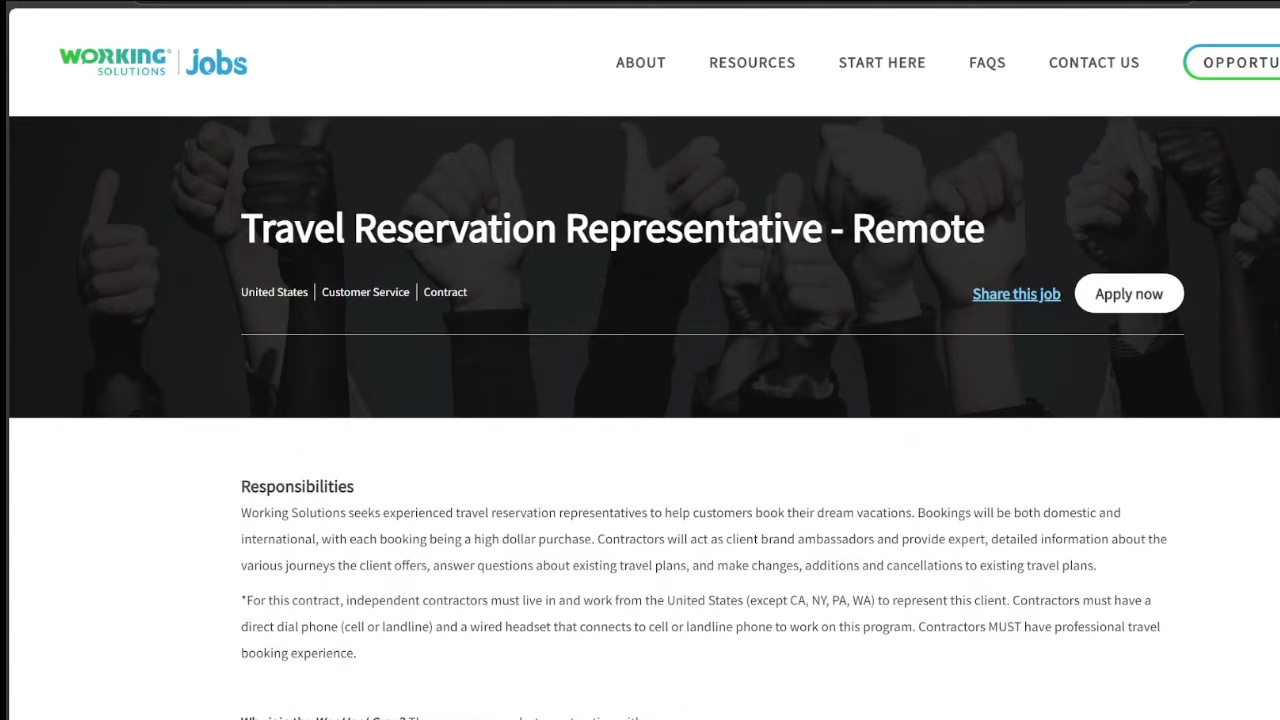 WORKING SOLUTIONS | jobs
ABOUT RESOURCES START HERE FAQS CONTACT US OPPORTU
Travel Reservation Representative - Remote
United States | Customer Service | Contract
Share this job Apply now
Responsibilities
Working Solutions seeks experienced travel reservation representatives to help customers book their dream vacations. Bookings will be both domestic and
international, with each booking being a high dollar purchase. Contractors will act as client brand ambassadors and provide expert, detailed information about the
various journeys the client offers, answer questions about existing travel plans, and make changes, additions and cancellations to existing travel plans.
*For this contract, independent contractors must live in and work from the United States (except CA, NY, PA, WA) to represent this client. Contractors must have a
direct dial phone (cell or landline) and a wired headset that connects to cell or landline phone to work on this program. Contractors MUST have professional travel
booking experience.